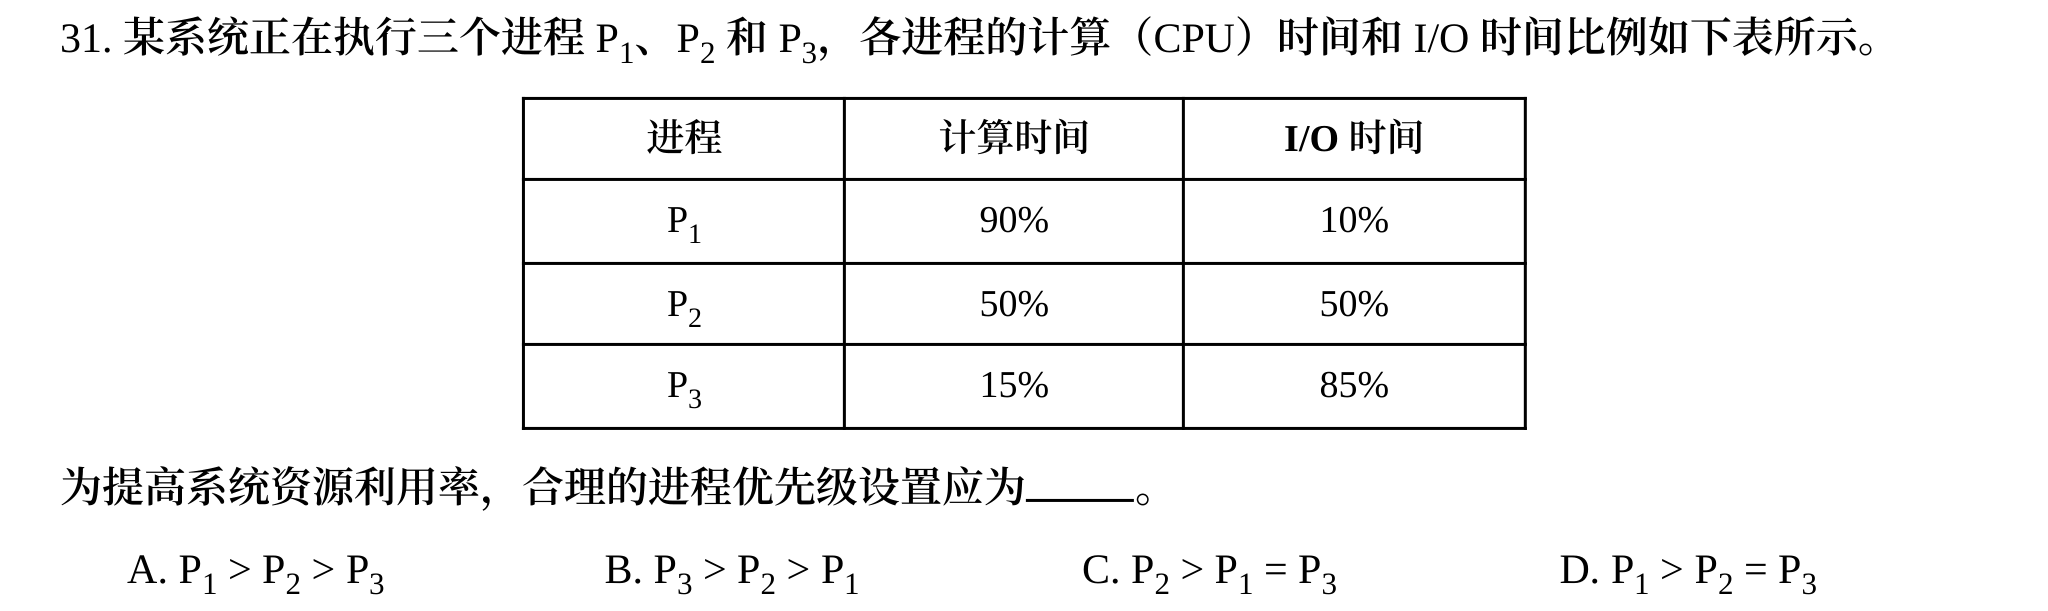 31. 某系统正在执行三个进程 P₁、P₂ 和 P₃，各进程的计算（CPU）时间和 I/O 时间比例如下表所示。
进程 计算时间 I/O 时间
P₁ 90% 10%
P₂ 50% 50%
P₃ 15% 85%
为提高系统资源利用率，合理的进程优先级设置应为_____。
A. P₁ > P₂ > P₃ B. P₃ > P₂ > P₁ C. P₂ > P₁ = P₃ D. P₁ > P₂ = P₃